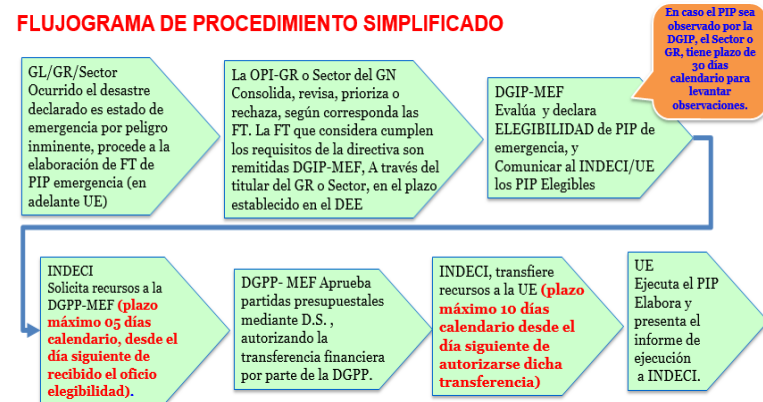 FLUJOGRAMA DE PROCEDIMIENTO SIMPLIFICADO
En caso el PIP sea
observado por la
DGIP, el Sector o
GR, tiene plazo de
30 días
calendario para
levantar
observaciones.
GL/GR/Sector
Ocurrido el desastre
declarado es estado de
emergencia por peligro
inminente, procede a la
elaboración de FT de
PIP emergencia (en
adelante UE)
La OPI-GR o Sector del GN
Consolida, revisa, prioriza o
rechaza, según corresponda las
FT. La FT que considera cumplen
los requisitos de la directiva son
remitidas DGIP-MEF, A través del
titular del GR o Sector, en el plazo
establecido en el DEE
DGIP-MEF
Evalúa y declara
ELEGIBILIDAD de PIP de
emergencia, y
Comunicar al INDECI/UE
los PIP Elegibles
INDECI
Solicita recursos a la
DGPP-MEF (plazo
máximo 05 días
calendario, desde el
día siguiente de
recibido el oficio
elegibilidad).
DGPP- MEF Aprueba
partidas presupuestales
mediante D.S. ,
autorizando la
transferencia financiera
por parte de la DGPP.
INDECI, transfiere
recursos a la UE (plazo
máximo 10 días
calendario desde el
día siguiente de
autorizarse dicha
transferencia)
UE
Ejecuta el PIP
Elabora y
presenta el
informe de
ejecución
a INDECI.